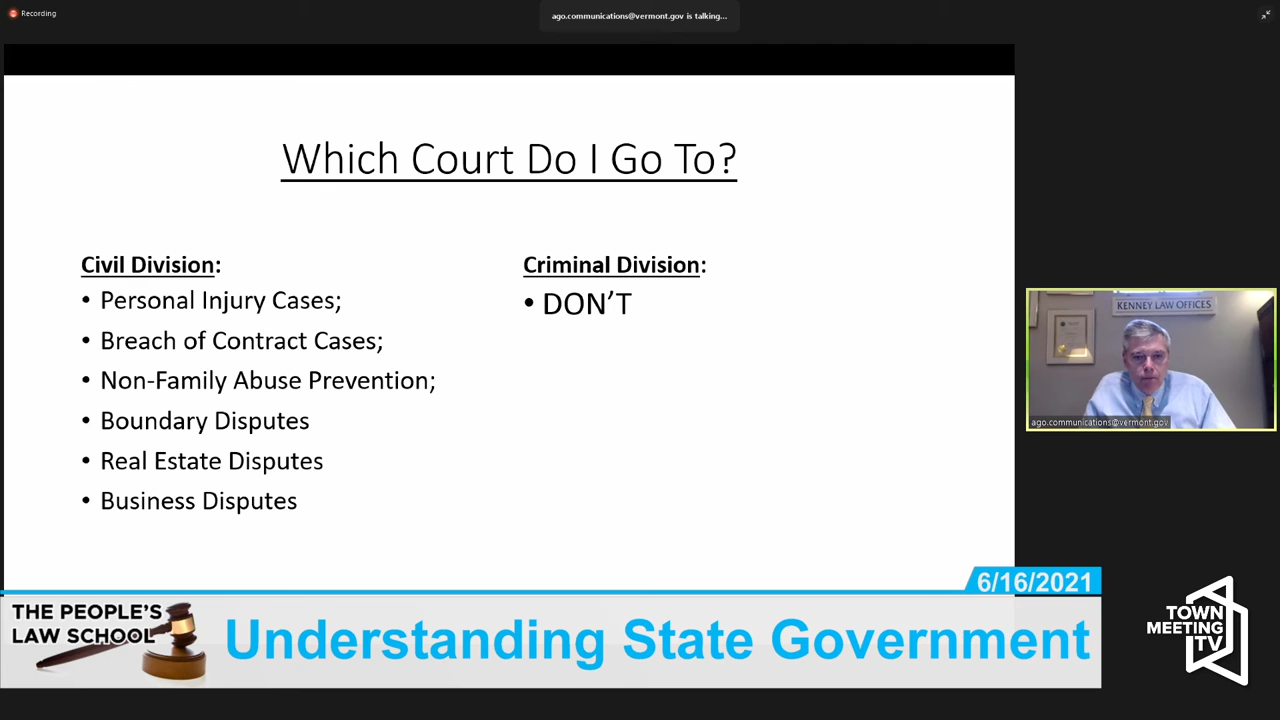 Recording
ago.communications@vermont.gov is talking...
Which Court Do I Go To?
Civil Division:
• Personal Injury Cases;
• Breach of Contract Cases;
• Non-Family Abuse Prevention;
• Boundary Disputes
• Real Estate Disputes
• Business Disputes
Criminal Division:
• DON’T
KENNEY LAW OFFICES
ago.communications@vermont.gov
6/16/2021
THE PEOPLE'S
LAW SCHOOL
Understanding State Government
TOWN
MEETING
TV